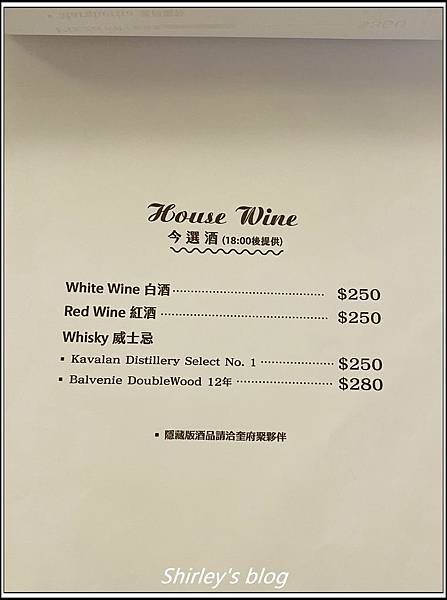 House Wine
今選酒 (18:00後提供)
White Wine 白酒 $250
Red Wine 紅酒 $250
Whisky 威士忌
▪ Kavalan Distillery Select No. 1 $250
▪ Balvenie DoubleWood 12年 $280
▪ 隱藏版酒品請洽奎府聚夥伴
Shirley's blog